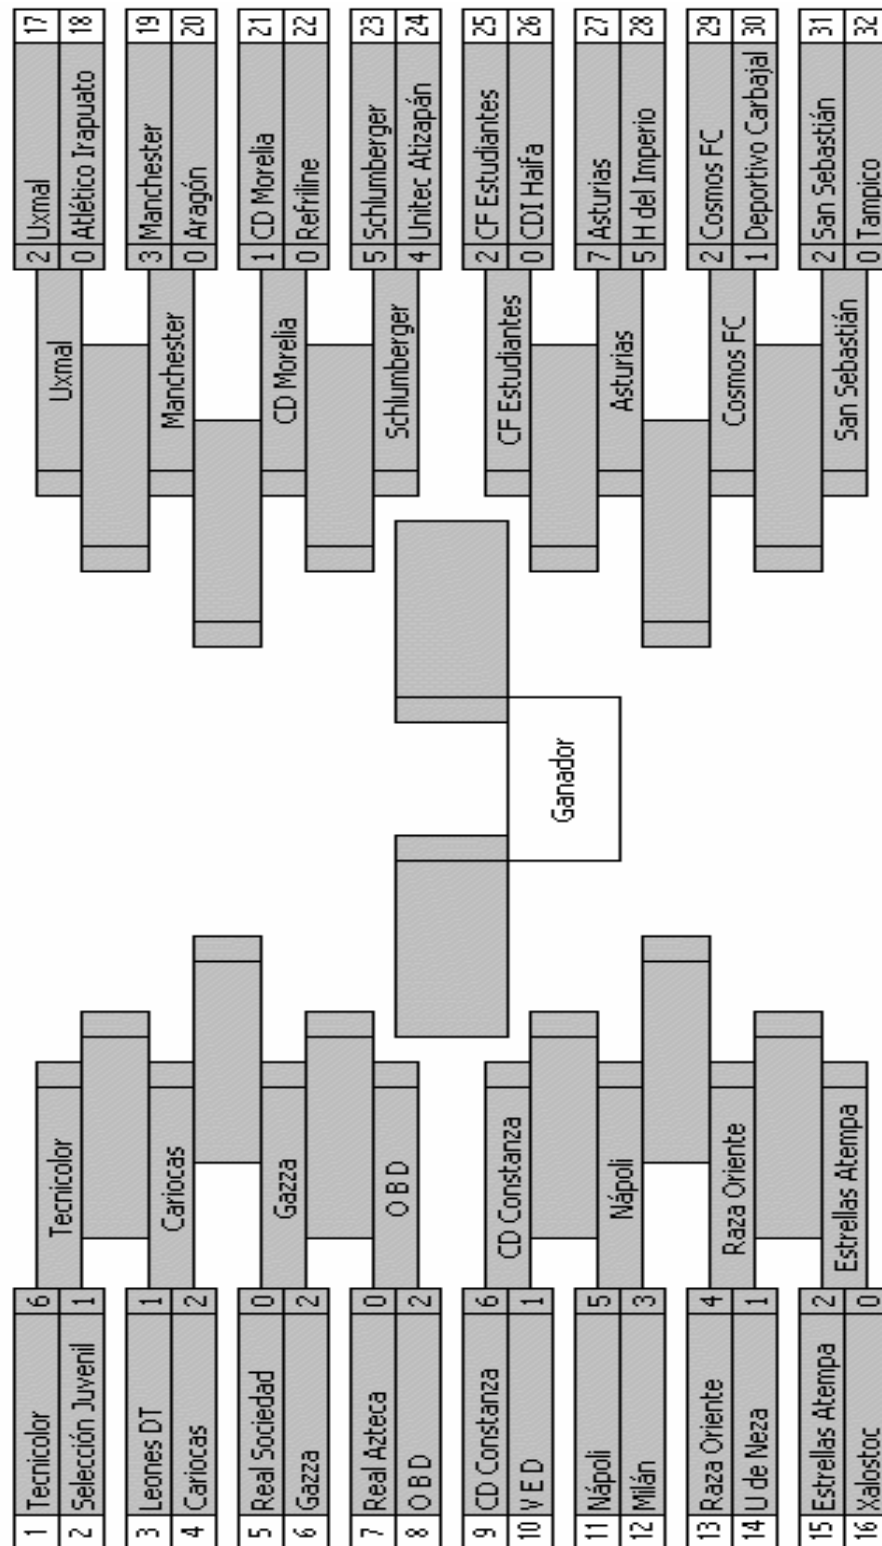 1 Tecnicolor 6
2 Selección Juvenil 1
Tecnicolor
3 Leones DT 1
4 Cariocas 2
Cariocas
5 Real Sociedad 0
6 Gazza 2
Gazza
7 Real Azteca 0
8 O B D 2
O B D
9 CD Constanza 6
10 V E D 1
CD Constanza
11 Nápoli 5
12 Milán 3
Nápoli
13 Raza Oriente 4
14 U de Neza 1
Raza Oriente
15 Estrellas Atempa 2
16 Xalostoc 0
Estrellas Atempa
Ganador
Uxmal
2 Uxmal 17
0 Atlético Irapuato 18
Manchester
3 Manchester 19
0 Aragón 20
CD Morelia
1 CD Morelia 21
0 Refriline 22
Schlumberger
5 Schlumberger 23
4 Unitec Atizapán 24
CF Estudiantes
2 CF Estudiantes 25
0 CDI Haifa 26
Asturias
7 Asturias 27
5 H del Imperio 28
Cosmos FC
2 Cosmos FC 29
1 Deportivo Carbajal 30
San Sebastián
2 San Sebastián 31
0 Tampico 32